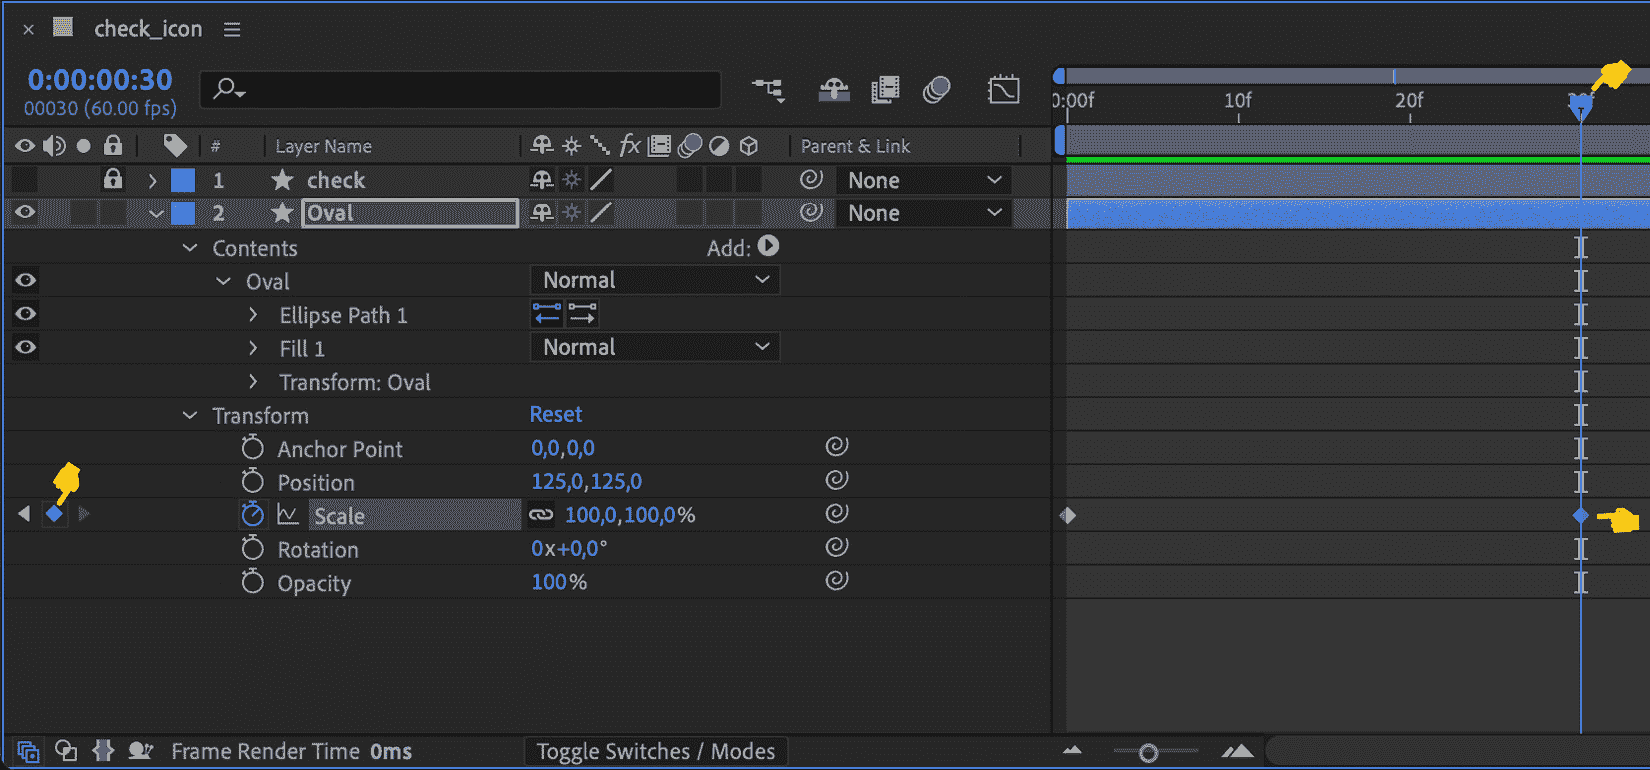 check_icon
0:00:00:30
00030 (60.00 fps)
0:00f 10f 20f
# Layer Name fx Parent & Link
1 check None
2 Oval None
Contents Add:
Oval Normal
Ellipse Path 1
Fill 1 Normal
Transform: Oval
Transform Reset
Anchor Point 0,0,0,0
Position 125,0,125,0
Scale 100,0,100,0%
Rotation 0x+0,0°
Opacity 100%
Frame Render Time 0ms Toggle Switches / Modes